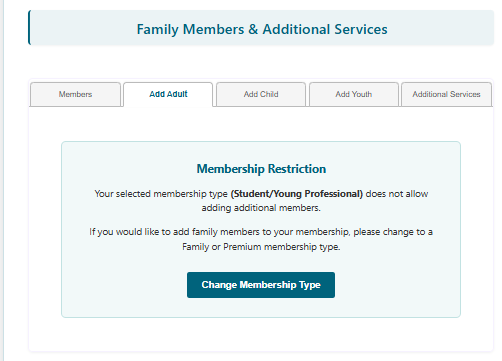 Family Members & Additional Services
Members
Add Adult
Add Child
Add Youth
Additional Services
Membership Restriction
Your selected membership type (Student/Young Professional) does not allow
adding additional members.
If you would like to add family members to your membership, please change to a
Family or Premium membership type.
Change Membership Type